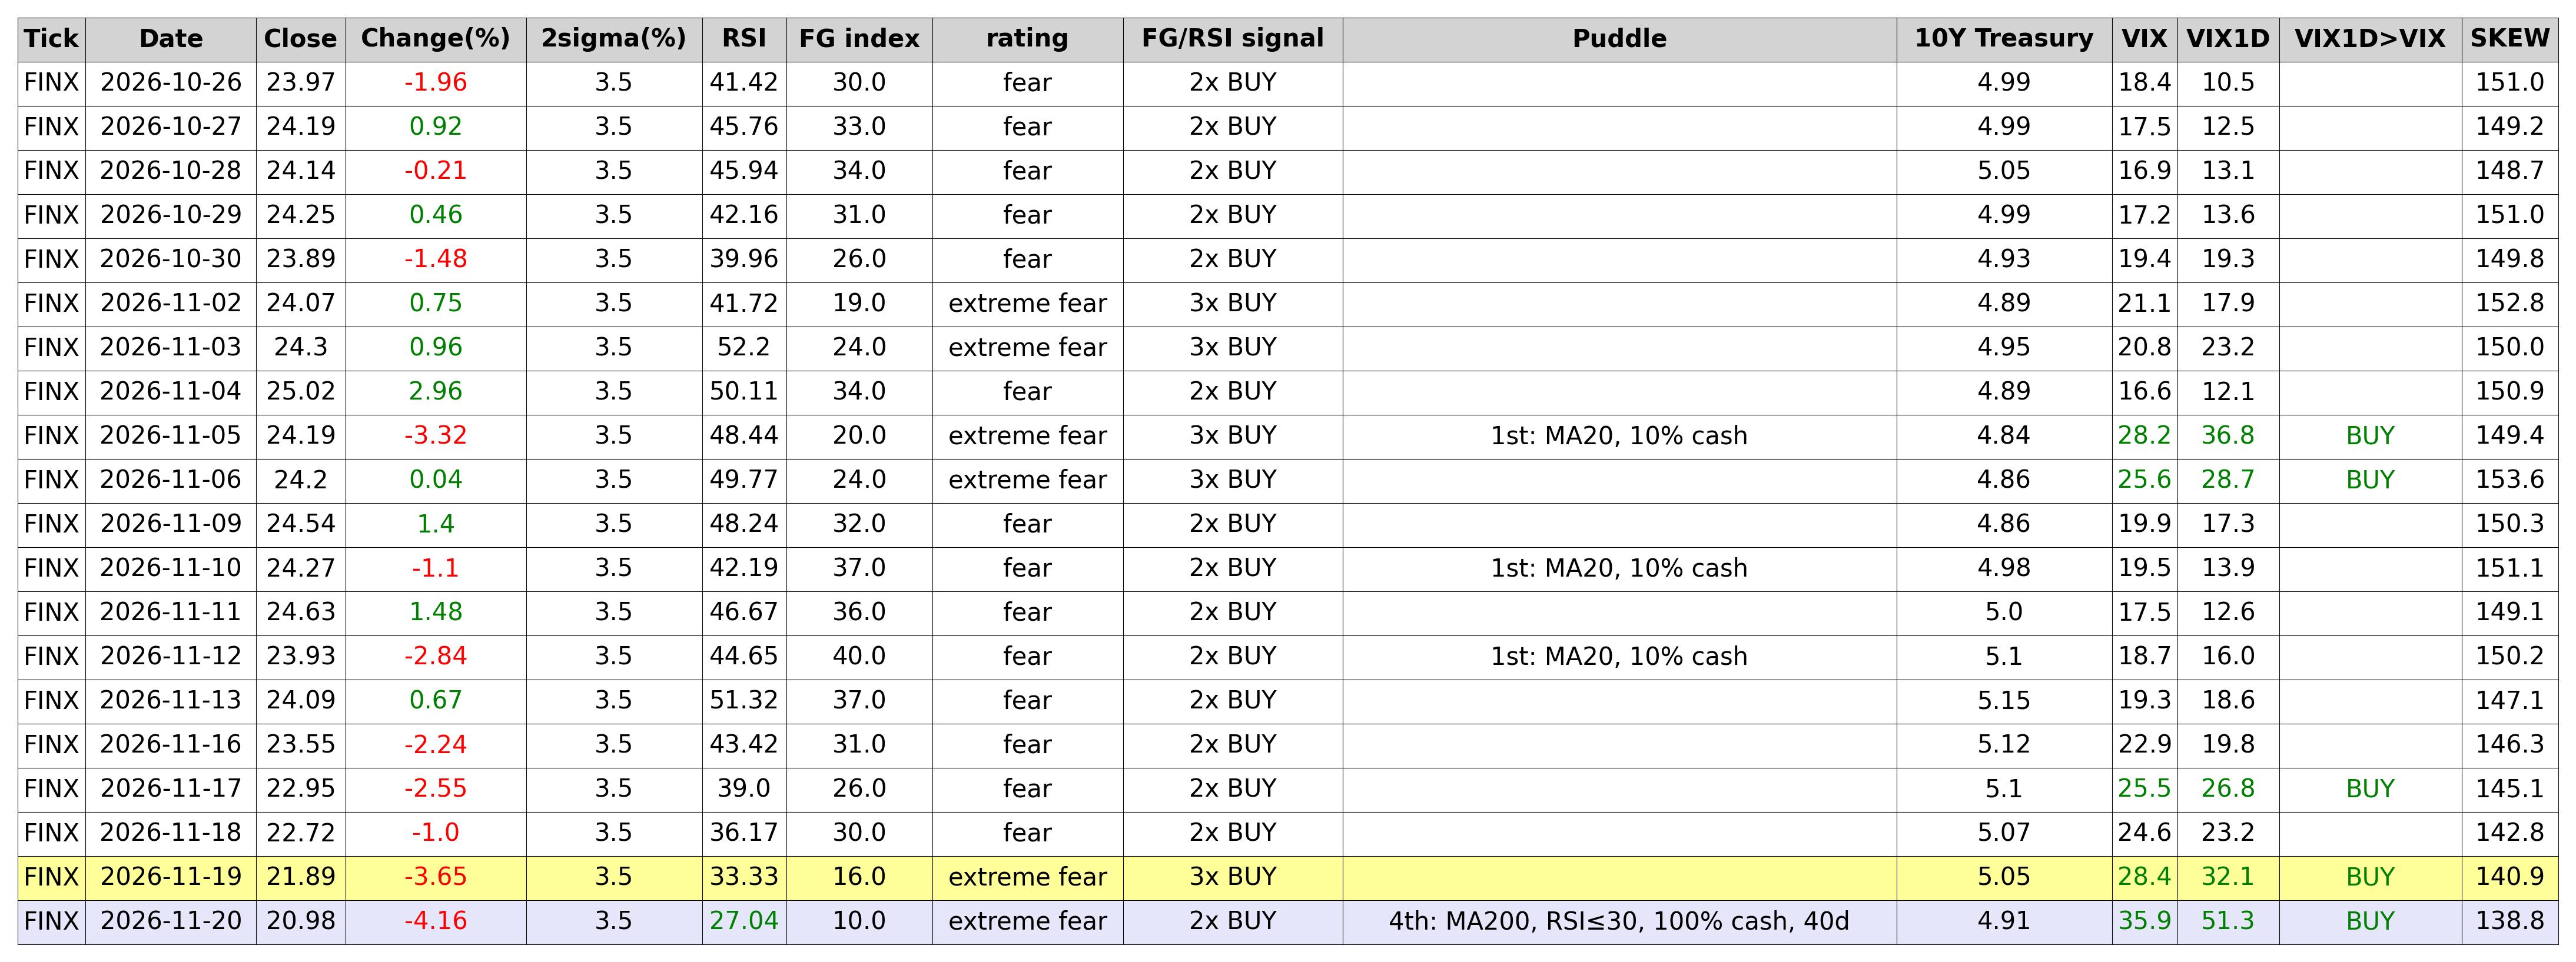 Tick Date Close Change(%) 2sigma(%) RSI FG index rating FG/RSI signal Puddle 10Y Treasury VIX VIX1D VIX1D>VIX SKEW
FINX 2026-10-26 23.97 -1.96 3.5 41.42 30.0 fear 2x BUY 4.99 18.4 10.5 151.0
FINX 2026-10-27 24.19 0.92 3.5 45.76 33.0 fear 2x BUY 4.99 17.5 12.5 149.2
FINX 2026-10-28 24.14 -0.21 3.5 45.94 34.0 fear 2x BUY 5.05 16.9 13.1 148.7
FINX 2026-10-29 24.25 0.46 3.5 42.16 31.0 fear 2x BUY 4.99 17.2 13.6 151.0
FINX 2026-10-30 23.89 -1.48 3.5 39.96 26.0 fear 2x BUY 4.93 19.4 19.3 149.8
FINX 2026-11-02 24.07 0.75 3.5 41.72 19.0 extreme fear 3x BUY 4.89 21.1 17.9 152.8
FINX 2026-11-03 24.3 0.96 3.5 52.2 24.0 extreme fear 3x BUY 4.95 20.8 23.2 150.0
FINX 2026-11-04 25.02 2.96 3.5 50.11 34.0 fear 2x BUY 4.89 16.6 12.1 150.9
FINX 2026-11-05 24.19 -3.32 3.5 48.44 20.0 extreme fear 3x BUY 1st: MA20, 10% cash 4.84 28.2 36.8 BUY 149.4
FINX 2026-11-06 24.2 0.04 3.5 49.77 24.0 extreme fear 3x BUY 4.86 25.6 28.7 BUY 153.6
FINX 2026-11-09 24.54 1.4 3.5 48.24 32.0 fear 2x BUY 4.86 19.9 17.3 150.3
FINX 2026-11-10 24.27 -1.1 3.5 42.19 37.0 fear 2x BUY 1st: MA20, 10% cash 4.98 19.5 13.9 151.1
FINX 2026-11-11 24.63 1.48 3.5 46.67 36.0 fear 2x BUY 5.0 17.5 12.6 149.1
FINX 2026-11-12 23.93 -2.84 3.5 44.65 40.0 fear 2x BUY 1st: MA20, 10% cash 5.1 18.7 16.0 150.2
FINX 2026-11-13 24.09 0.67 3.5 51.32 37.0 fear 2x BUY 5.15 19.3 18.6 147.1
FINX 2026-11-16 23.55 -2.24 3.5 43.42 31.0 fear 2x BUY 5.12 22.9 19.8 146.3
FINX 2026-11-17 22.95 -2.55 3.5 39.0 26.0 fear 2x BUY 5.1 25.5 26.8 BUY 145.1
FINX 2026-11-18 22.72 -1.0 3.5 36.17 30.0 fear 2x BUY 5.07 24.6 23.2 142.8
FINX 2026-11-19 21.89 -3.65 3.5 33.33 16.0 extreme fear 3x BUY 5.05 28.4 32.1 BUY 140.9
FINX 2026-11-20 20.98 -4.16 3.5 27.04 10.0 extreme fear 2x BUY 4th: MA200, RSI≤30, 100% cash, 40d 4.91 35.9 51.3 BUY 138.8